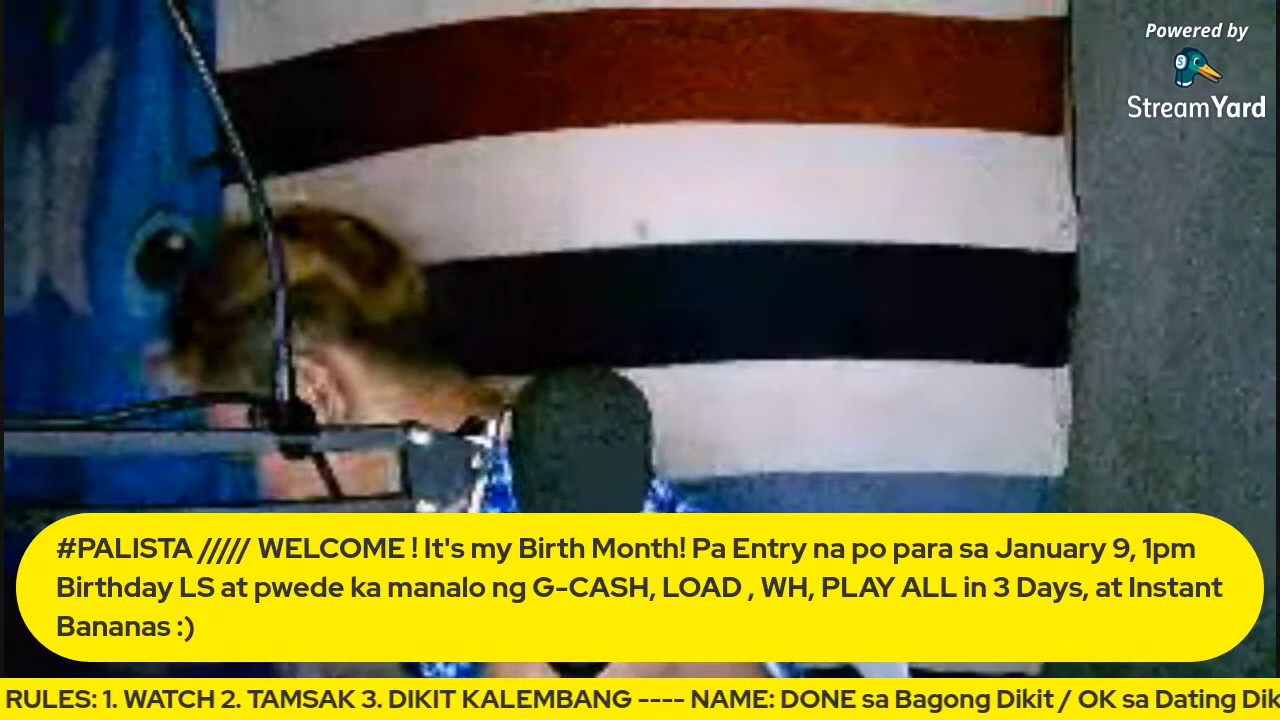 Powered by
StreamYard
#PALISTA ///// WELCOME ! It's my Birth Month! Pa Entry na po para sa January 9, 1pm
Birthday LS at pwede ka manalo ng G-CASH, LOAD , WH, PLAY ALL in 3 Days, at Instant
Bananas :)
RULES: 1. WATCH 2. TAMSAK 3. DIKIT KALEMBANG ---- NAME: DONE sa Bagong Dikit / OK sa Dating Dik